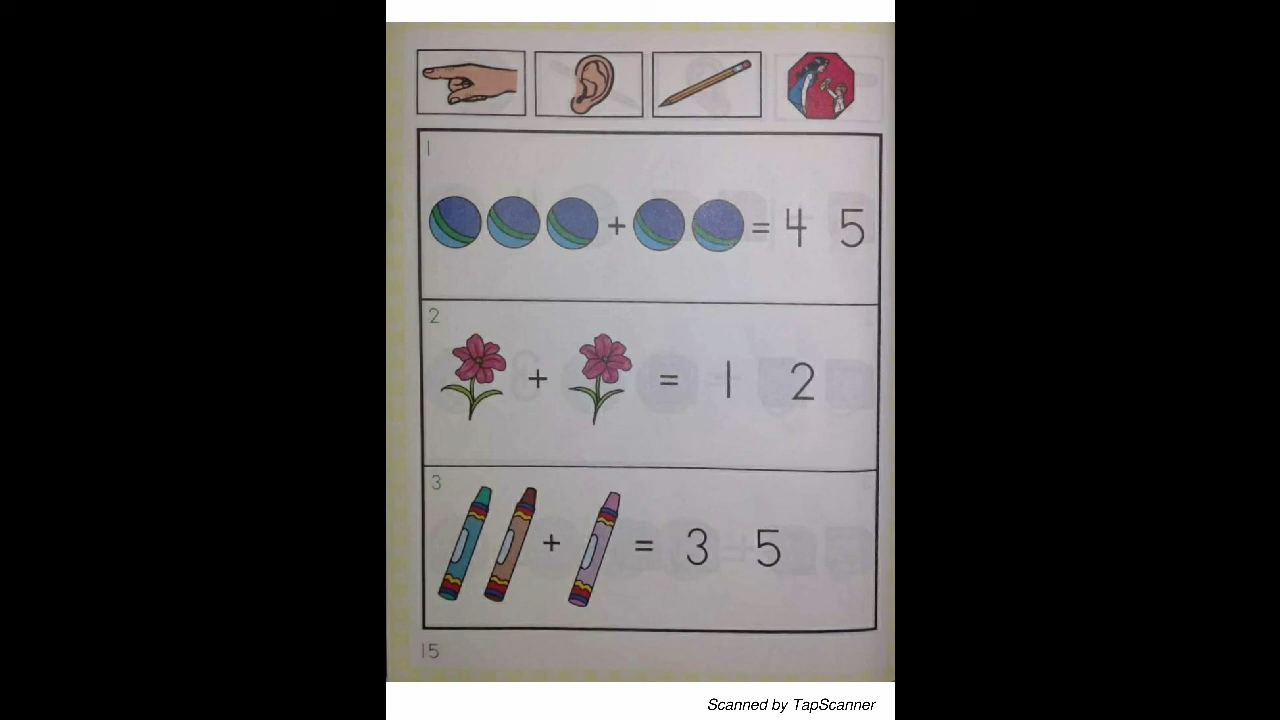 1
+ = 4 5
2
+ = 1 2
3
+ = 3 5
15
Scanned by TapScanner